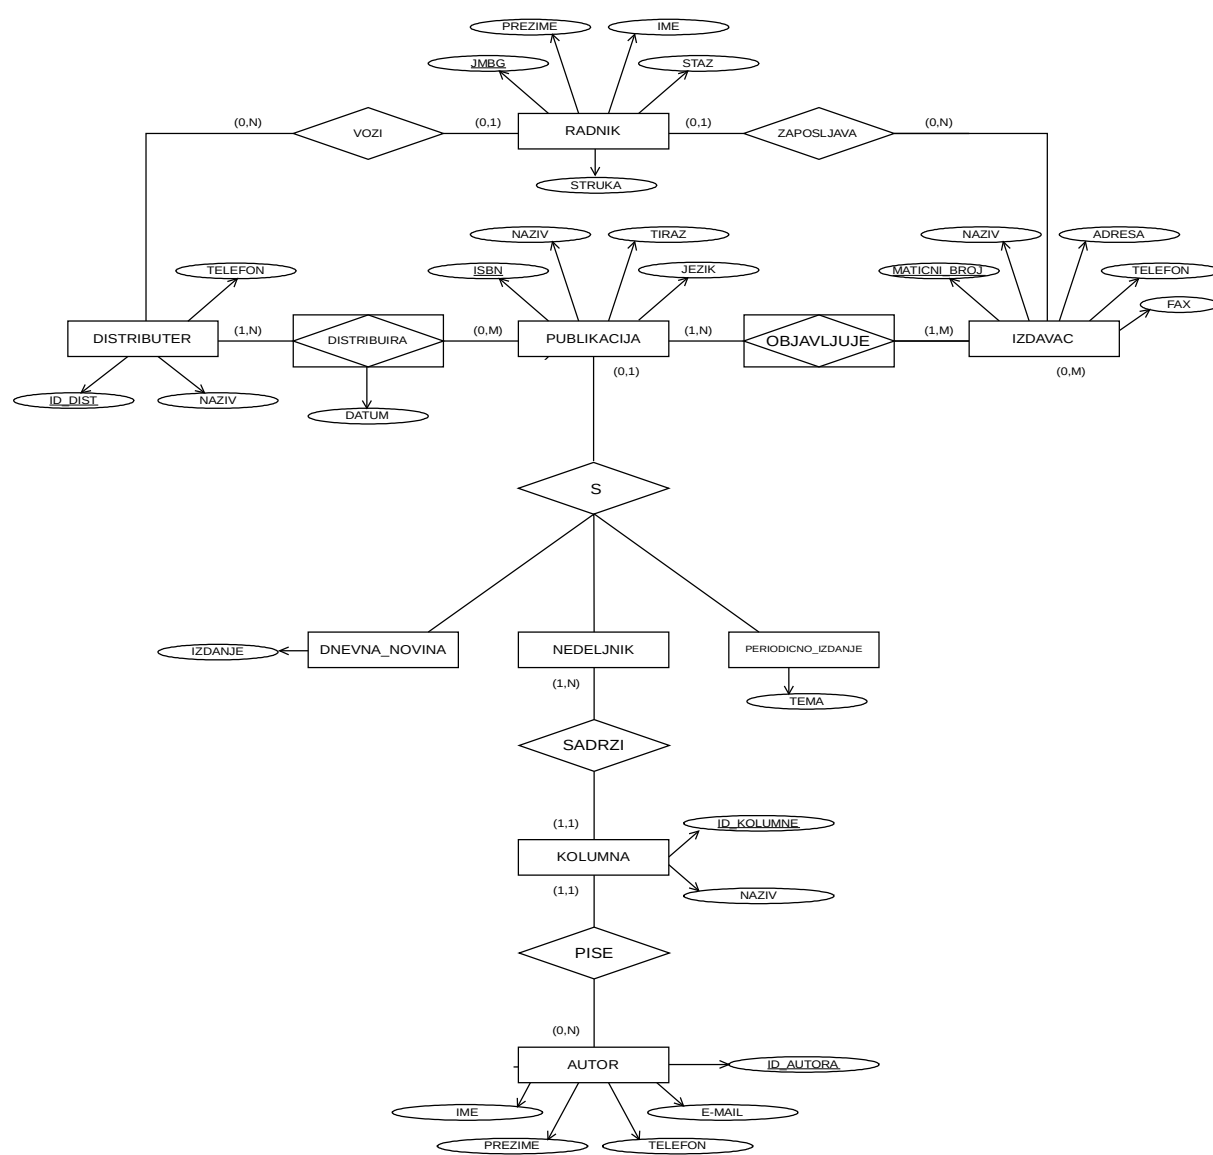 PREZIME
IME
JMBG
STAZ
(0,N)
VOZI
(0,1)
RADNIK
(0,1)
ZAPOSLJAVA
(0,N)
STRUKA
NAZIV
TIRAZ
NAZIV
ADRESA
TELEFON
ISBN
JEZIK
MATICNI_BROJ
TELEFON
FAX
DISTRIBUTER
(1,N)
DISTRIBUIRA
(0,M)
PUBLIKACIJA
(1,N)
OBJAVLJUJE
(1,M)
IZDAVAC
(0,1)
(0,M)
ID_DIST
NAZIV
DATUM
S
IZDANJE
DNEVNA_NOVINA
NEDELJNIK
PERIODICNO_IZDANJE
(1,N)
TEMA
SADRZI
(1,1)
ID_KOLUMNE
KOLUMNA
(1,1)
NAZIV
PISE
(0,N)
AUTOR
ID_AUTORA
IME
E-MAIL
PREZIME
TELEFON